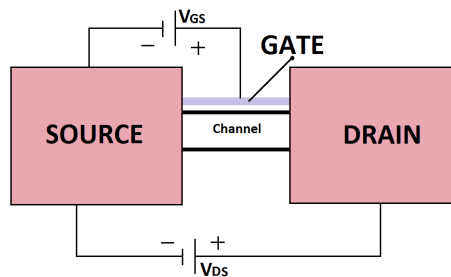 VGS
− +
GATE
SOURCE
Channel
DRAIN
− +
VDS